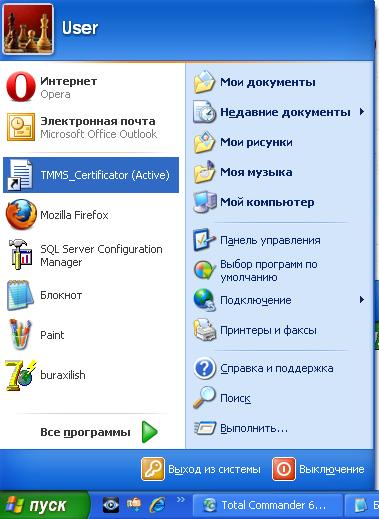 User
Интернет
Opera
Электронная почта
Microsoft Office Outlook
TMMS_Certificator (Active)
Mozilla Firefox
SQL Server Configuration
Manager
Блокнот
Paint
buraxilish
Все программы
Мои документы
Недавние документы
Мои рисунки
Моя музыка
Мой компьютер
Панель управления
Выбор программ по
умолчанию
Подключение
Принтеры и факсы
Справка и поддержка
Поиск
Выполнить...
Выход из системы
Выключение
пуск
»
Total Commander 6...